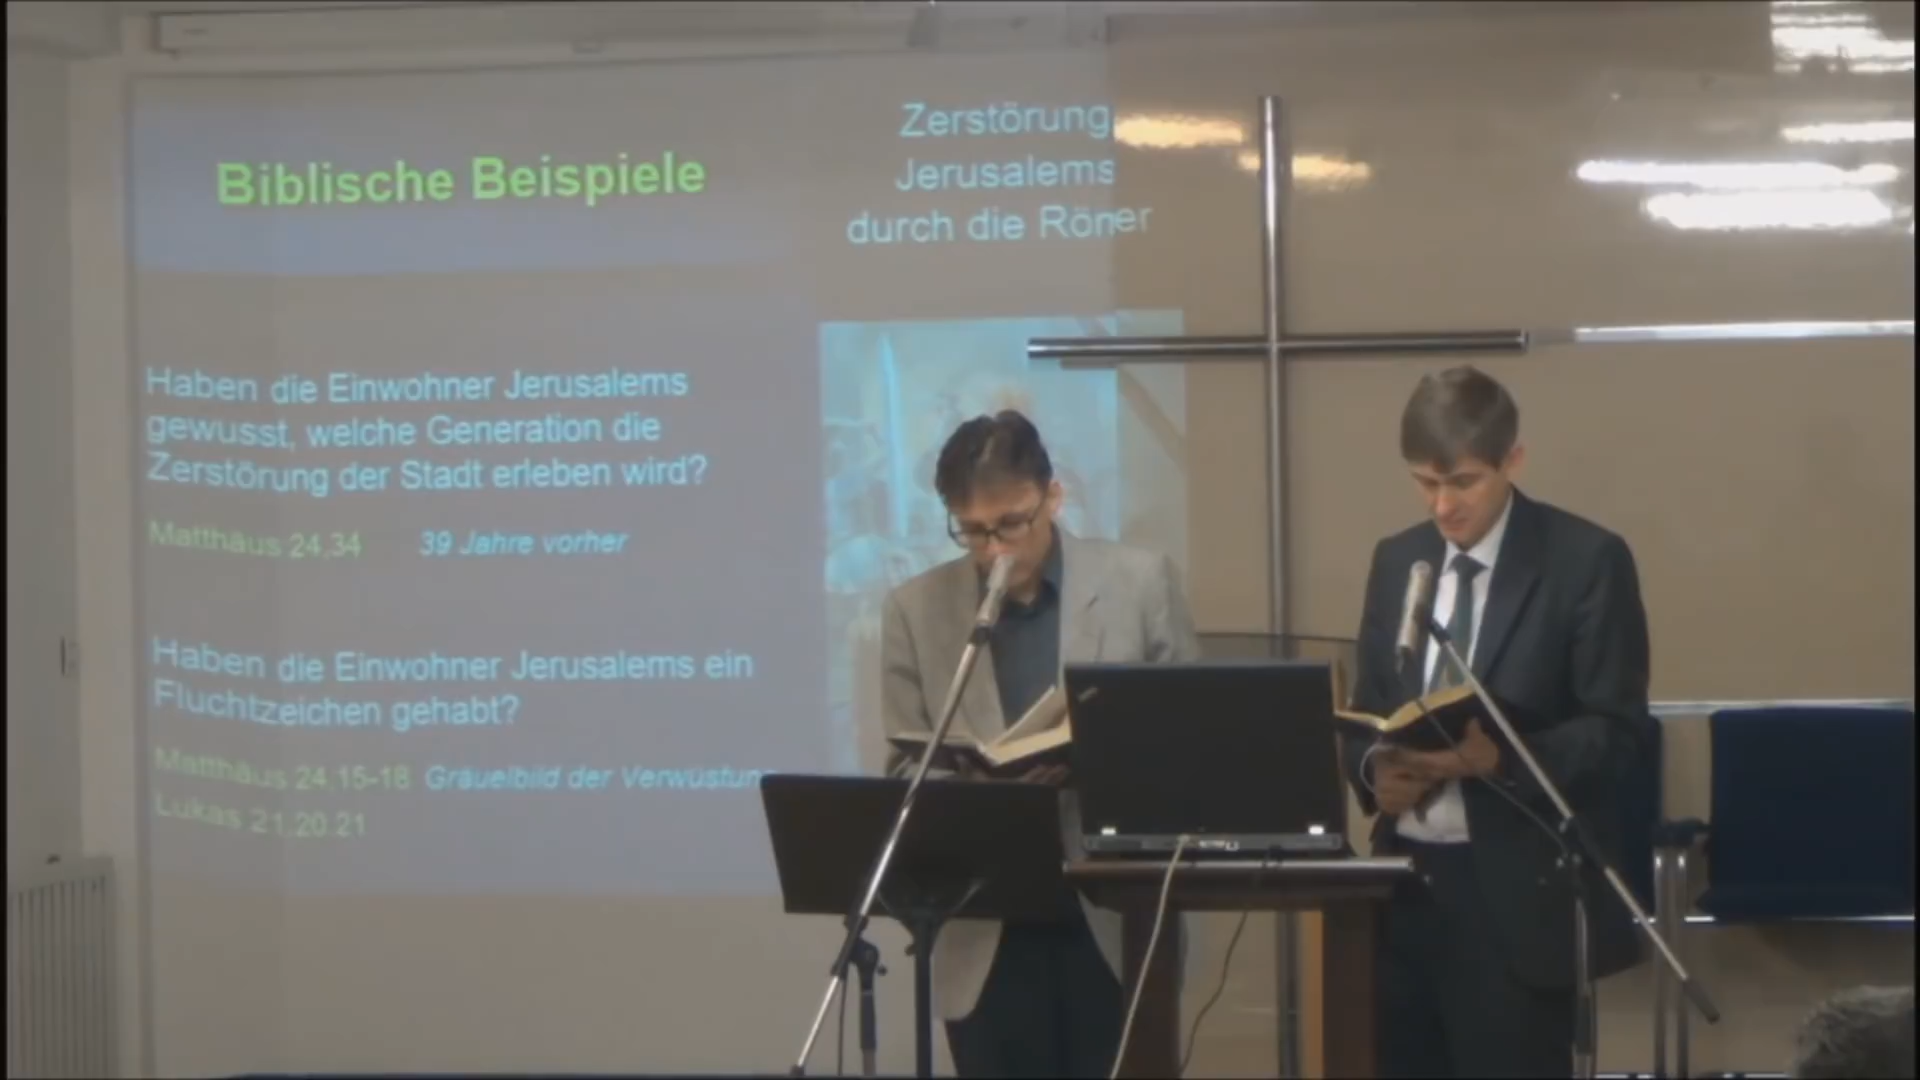 Biblische Beispiele
Zerstörung
Jerusalems
durch die Römer
Haben die Einwohner Jerusalems
gewusst, welche Generation die
Zerstörung der Stadt erleben wird?
Matthäus 24,34 39 Jahre vorher
Haben die Einwohner Jerusalems ein
Fluchtzeichen gehabt?
Matthäus 24,15-18 Gräuelbild der Verwüstung
Lukas 21,20.21